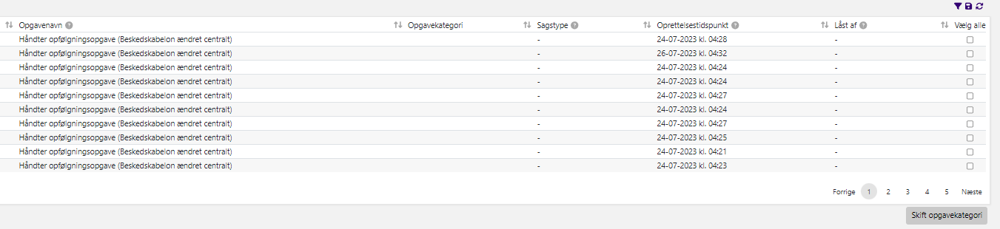 Opgavenavn Opgavekategori Sagstype Oprettelsestidspunkt Låst af Vælg alle
Håndter opfølgningsopgave (Beskedskabelon ændret centralt) - 24-07-2023 kl. 04:28 -
Håndter opfølgningsopgave (Beskedskabelon ændret centralt) - 26-07-2023 kl. 04:32 -
Håndter opfølgningsopgave (Beskedskabelon ændret centralt) - 24-07-2023 kl. 04:24 -
Håndter opfølgningsopgave (Beskedskabelon ændret centralt) - 24-07-2023 kl. 04:24 -
Håndter opfølgningsopgave (Beskedskabelon ændret centralt) - 24-07-2023 kl. 04:27 -
Håndter opfølgningsopgave (Beskedskabelon ændret centralt) - 24-07-2023 kl. 04:24 -
Håndter opfølgningsopgave (Beskedskabelon ændret centralt) - 24-07-2023 kl. 04:27 -
Håndter opfølgningsopgave (Beskedskabelon ændret centralt) - 24-07-2023 kl. 04:25 -
Håndter opfølgningsopgave (Beskedskabelon ændret centralt) - 24-07-2023 kl. 04:21 -
Håndter opfølgningsopgave (Beskedskabelon ændret centralt) - 24-07-2023 kl. 04:23 -
Forrige 1 2 3 4 5 Næste
Skift opgavekategori